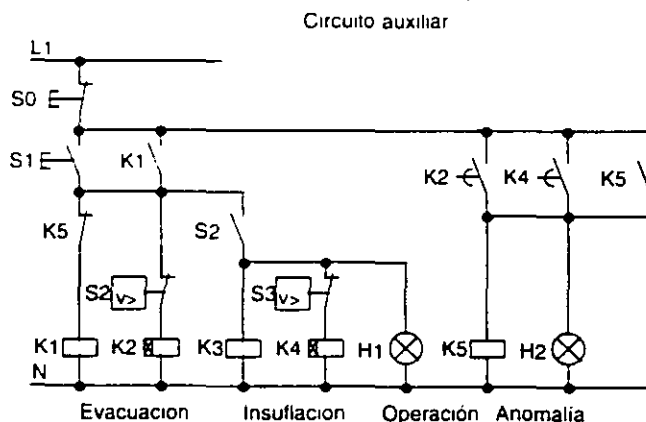 Circuito auxiliar
L1
S0
S1
K1
K2
K4
K5
K5
S2
S2
v>
S3
v>
K1
K2
K3
K4
H1
K5
H2
N
Evacuacion
Insuflacion
Operación
Anomalía